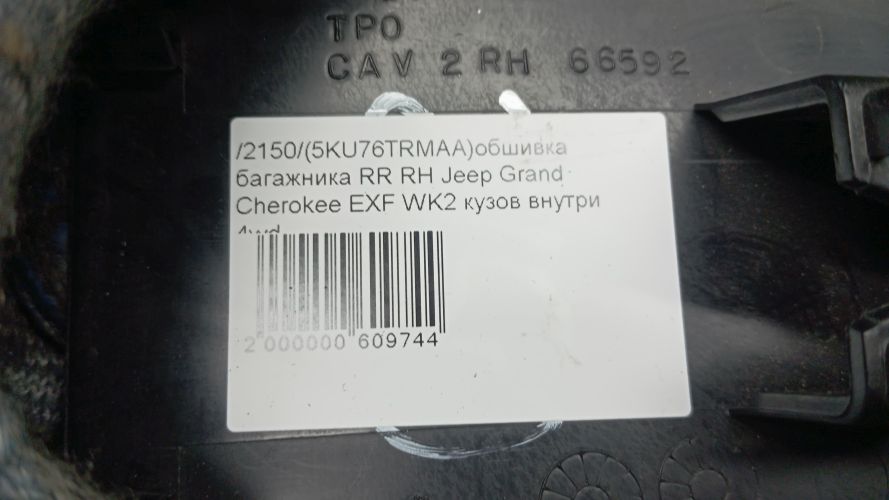 TPO
CAV 2 RH 66592
/2150/(5KU76TRMAA)обшивка
багажника RR RH Jeep Grand
Cherokee EXF WK2 кузов внутри
2 000000 609744